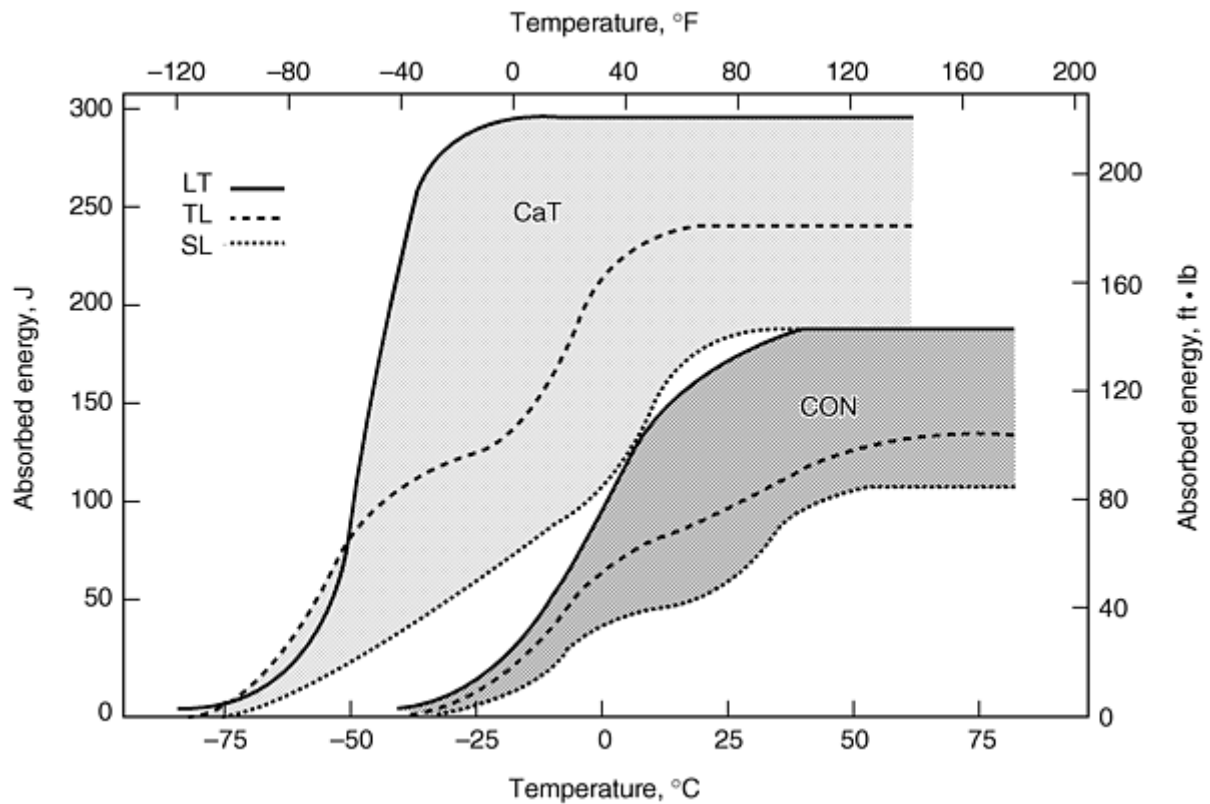 Temperature, °F
–120 –80 –40 0 40 80 120 160 200
300
250
200
150
100
50
0
Absorbed energy, J
LT
TL
SL
CaT
CON
200
160
120
80
40
0
Absorbed energy, ft • lb
–75 –50 –25 0 25 50 75
Temperature, °C